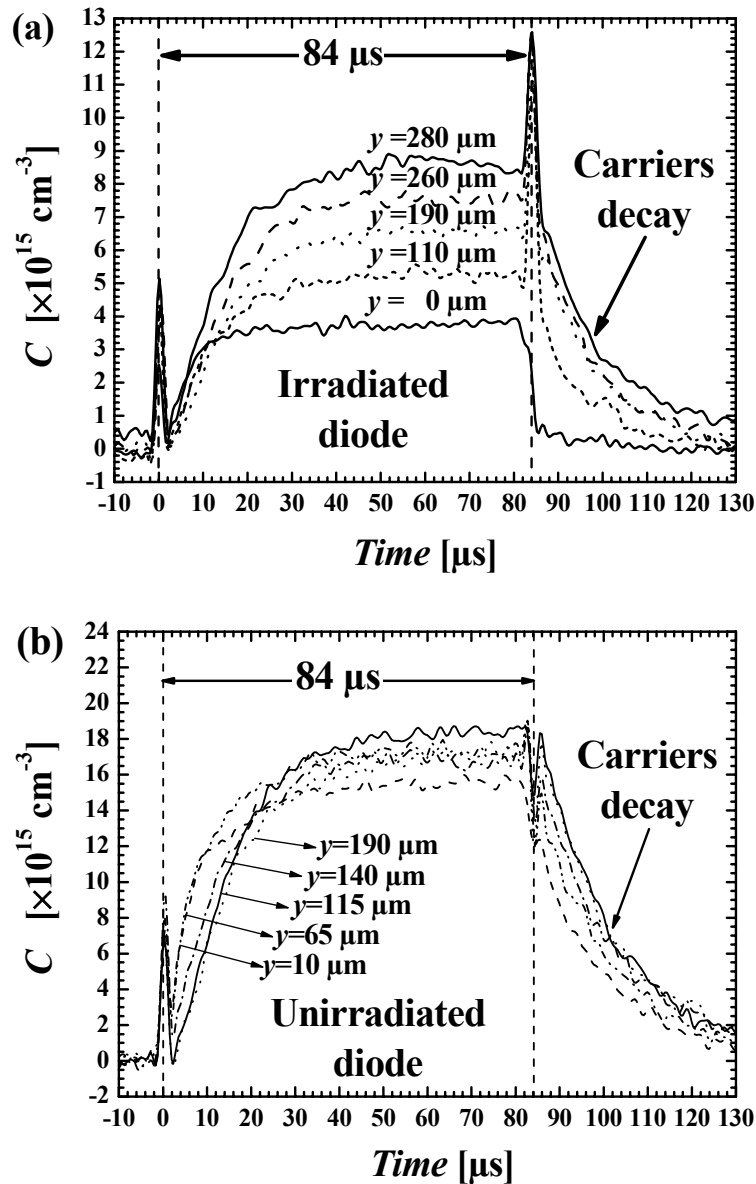 (a)
13
12
11
10
9
8
7
6
5
4
3
2
1
0
-1
C [×10¹⁵ cm⁻³]
84 μs
y =280 μm
y =260 μm
y =190 μm
y =110 μm
y = 0 μm
Carriers
decay
Irradiated
diode
-10 0 10 20 30 40 50 60 70 80 90 100 110 120 130
Time [μs]
(b)
24
22
20
18
16
14
12
10
8
6
4
2
0
-2
C [×10¹⁵ cm⁻³]
84 μs
Carriers
decay
y=190 μm
y=140 μm
y=115 μm
y=65 μm
y=10 μm
Unirradiated
diode
-10 0 10 20 30 40 50 60 70 80 90 100 110 120 130
Time [μs]